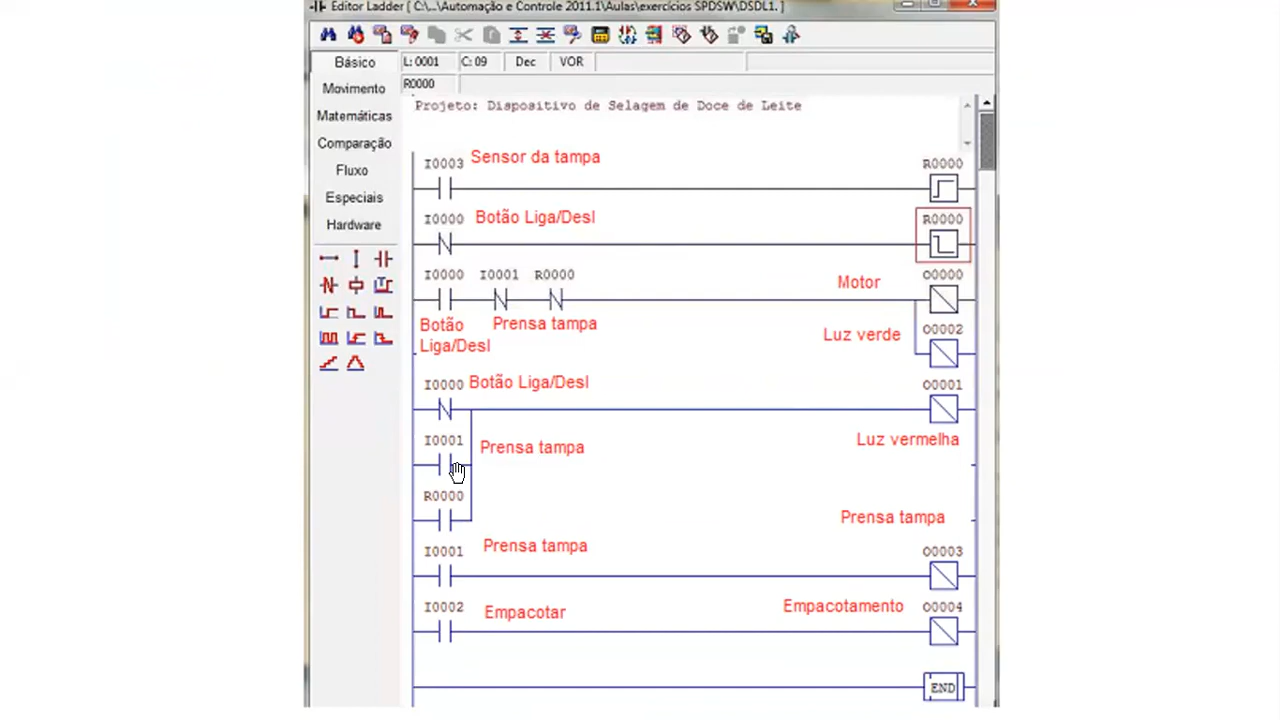 Editor Ladder [ C:\...\Automação e Controle 2011.1\Aulas\exercícios SPDSW\DSDL1. ]
Básico
L: 0001 C: 09 Dec VOR
Movimento
R0000
Matemáticas
Comparação
Fluxo
Especiais
Hardware
Projeto: Dispositivo de Selagem de Doce de Leite
I0003 Sensor da tampa R0000
I0000 Botão Liga/Desl R0000
I0000 I0001 R0000 Motor O0000
Botão Liga/Desl
Prensa tampa Luz verde O0002
I0000 Botão Liga/Desl O0001
I0001 Prensa tampa Luz vermelha
R0000
Prensa tampa
I0001 Prensa tampa O0003
I0002 Empacotar Empacotamento O0004
END